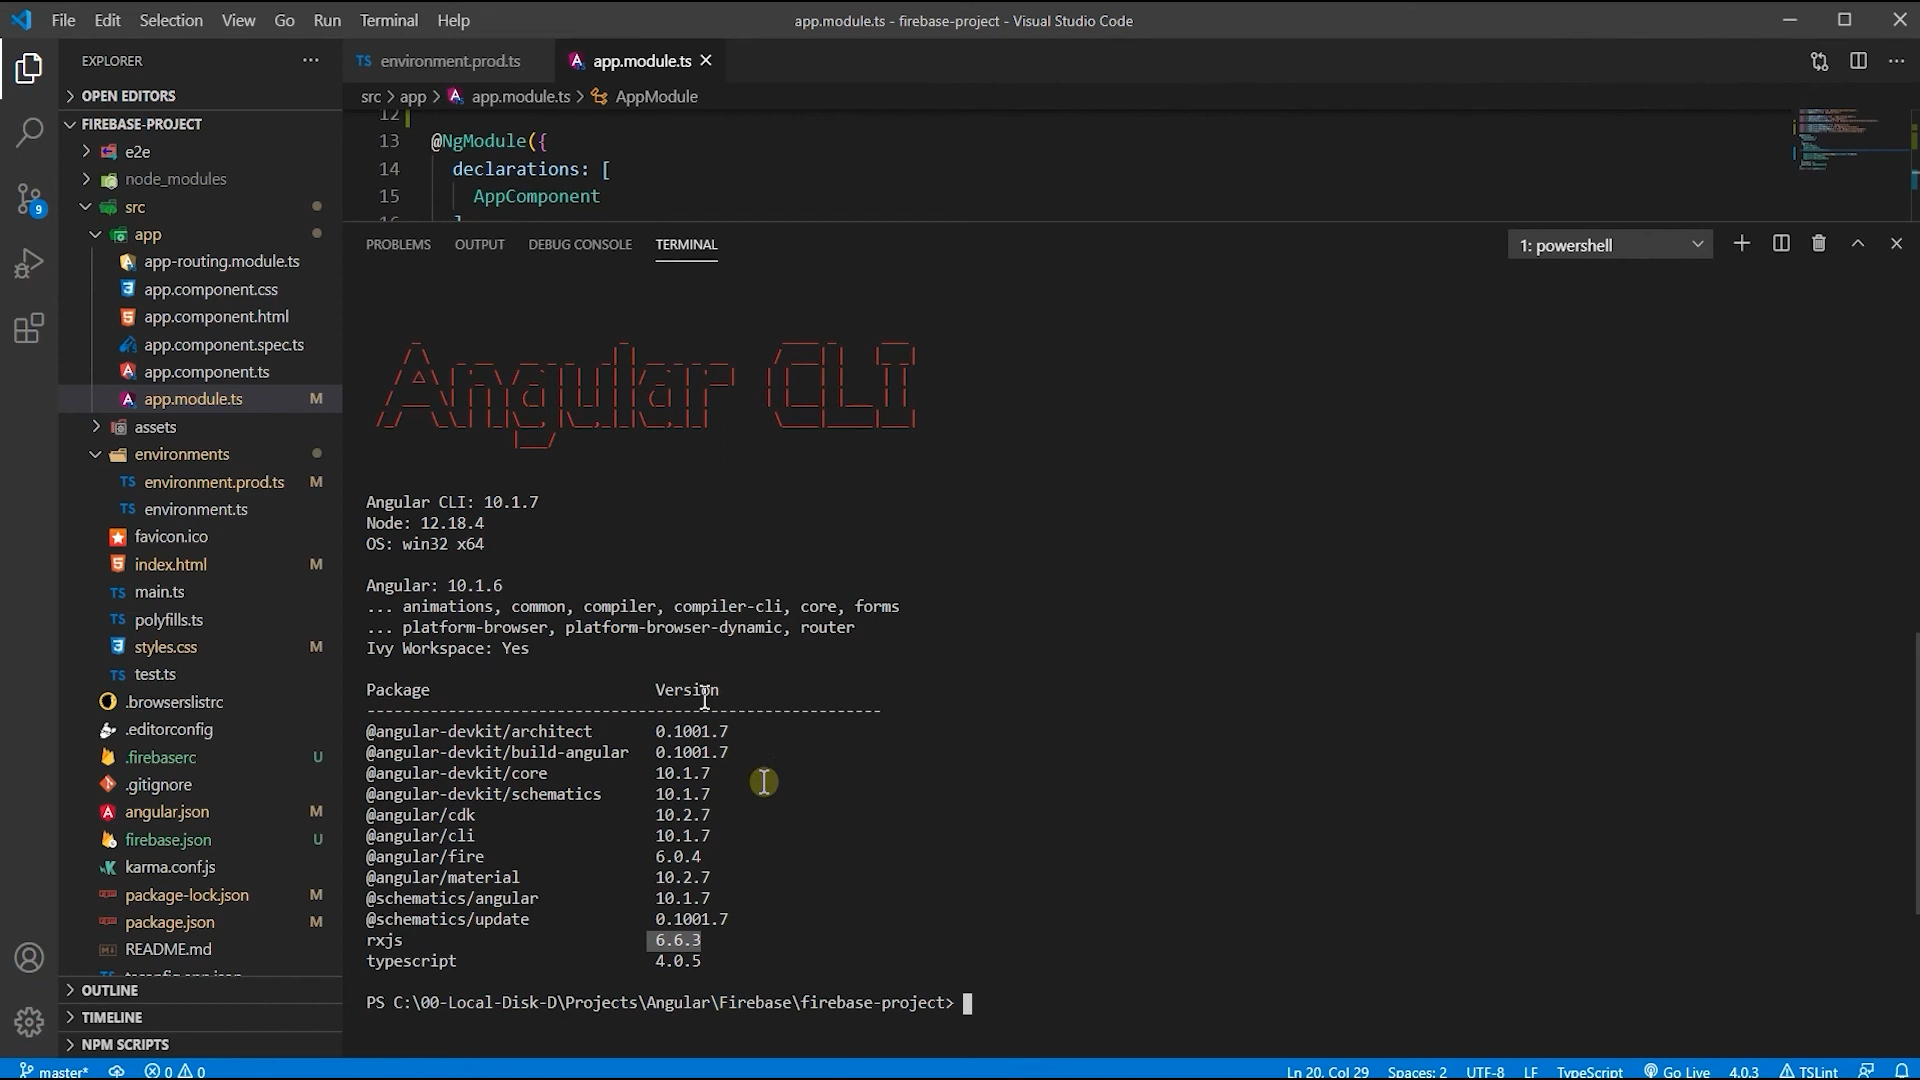 File Edit Selection View Go Run Terminal Help
app.module.ts - firebase-project - Visual Studio Code
EXPLORER
OPEN EDITORS
FIREBASE-PROJECT
e2e
node_modules
src
app
app-routing.module.ts
app.component.css
app.component.html
app.component.spec.ts
app.component.ts
app.module.ts M
assets
environments
environment.prod.ts M
environment.ts
favicon.ico
index.html M
main.ts
polyfills.ts
styles.css M
test.ts
.browserslistrc
.editorconfig
.firebaserc U
.gitignore
angular.json
firebase.json U
karma.conf.js
package-lock.json M
package.json M
README.md
OUTLINE
TIMELINE
NPM SCRIPTS
9
TS environment.prod.ts
app.module.ts
src > app > app.module.ts > AppModule
12
13 @NgModule({
14 declarations: [
15 AppComponent
PROBLEMS OUTPUT DEBUG CONSOLE TERMINAL
1: powershell
Angular CLI
Angular CLI: 10.1.7
Node: 12.18.4
OS: win32 x64
Angular: 10.1.6
... animations, common, compiler, compiler-cli, core, forms
... platform-browser, platform-browser-dynamic, router
Ivy Workspace: Yes
Package Version
------------------------------------------------------
@angular-devkit/architect 0.1001.7
@angular-devkit/build-angular 0.1001.7
@angular-devkit/core 10.1.7
@angular-devkit/schematics 10.1.7
@angular/cdk 10.2.7
@angular/cli 10.1.7
@angular/fire 6.0.4
@angular/material 10.2.7
@schematics/angular 10.1.7
@schematics/update 0.1001.7
rxjs 6.6.3
typescript 4.0.5
PS C:\00-Local-Disk-D\Projects\Angular\Firebase\firebase-project>
master* 0 0
Ln 20, Col 29 Spaces: 2 UTF-8 LF TypeScript Go Live 4.0.3 TSLint